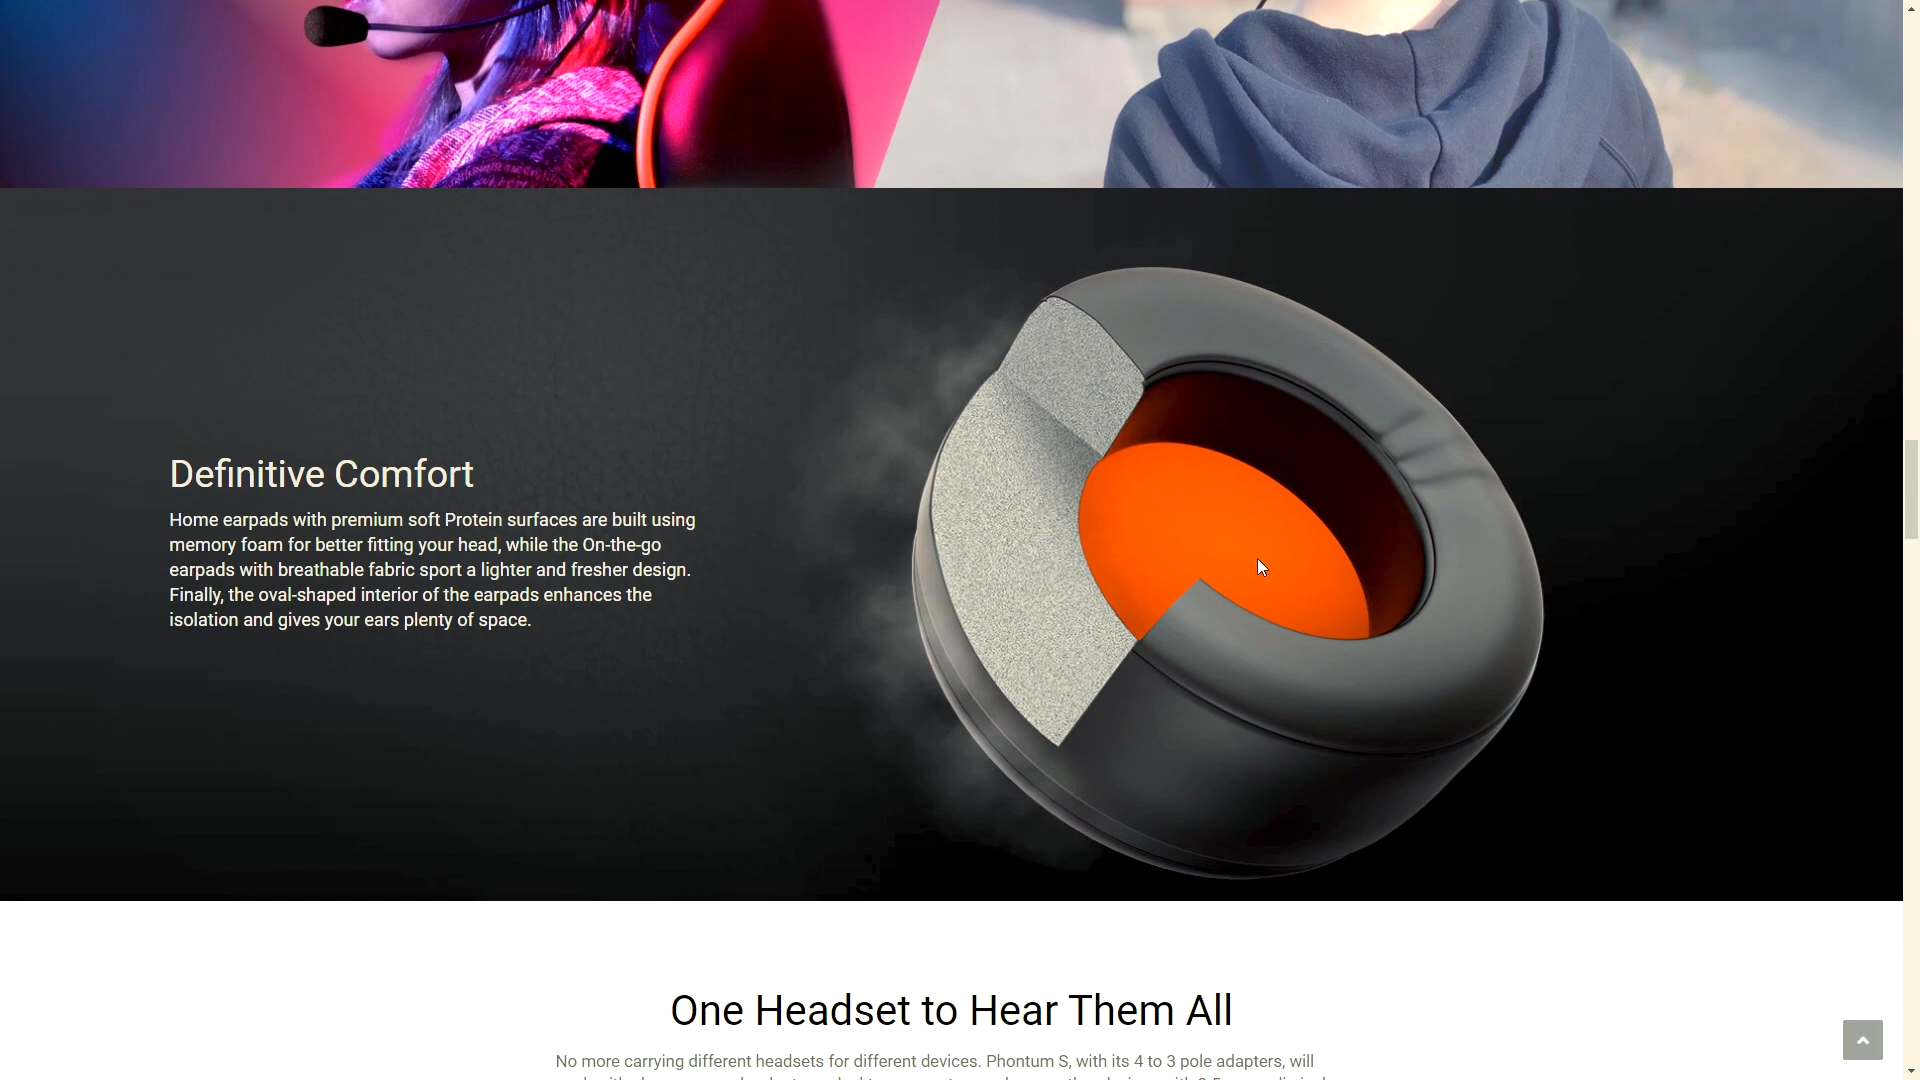 Definitive Comfort
Home earpads with premium soft Protein surfaces are built using
memory foam for better fitting your head, while the On-the-go
earpads with breathable fabric sport a lighter and fresher design.
Finally, the oval-shaped interior of the earpads enhances the
isolation and gives your ears plenty of space.
One Headset to Hear Them All
No more carrying different headsets for different devices. Phontum S, with its 4 to 3 pole adapters, will